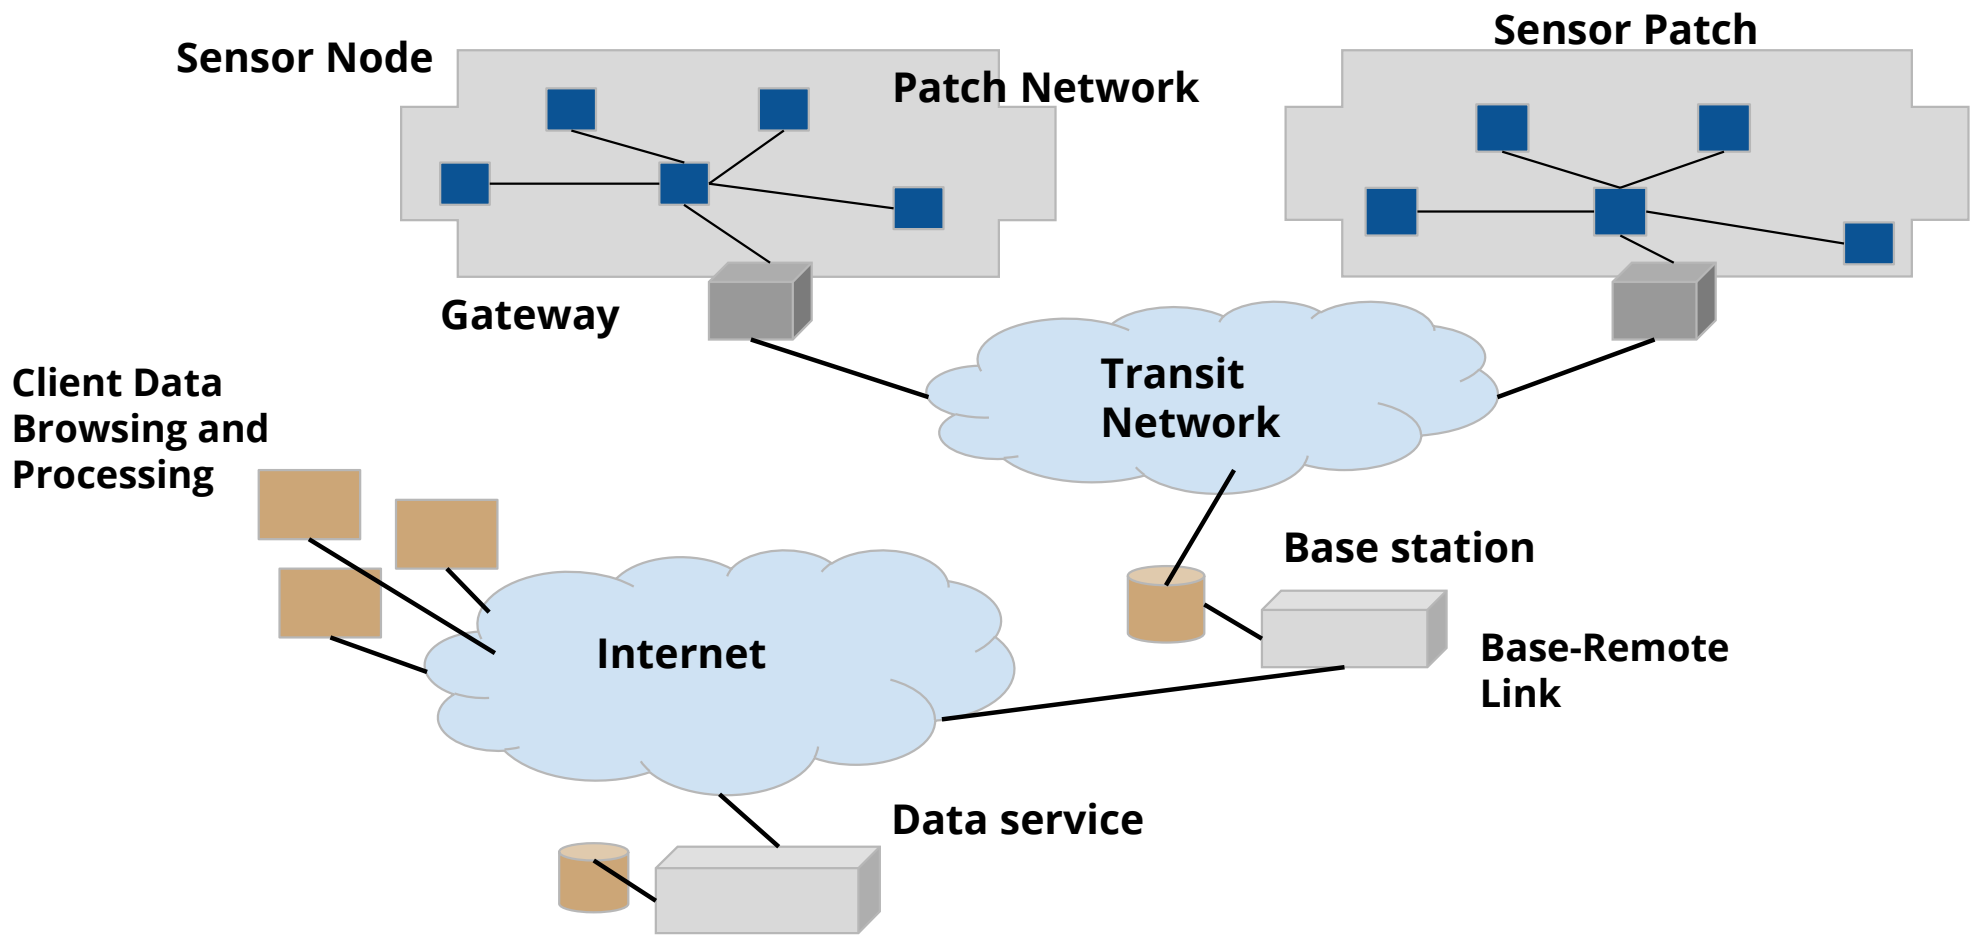 Sensor Patch
Sensor Node
Patch Network
Gateway
Transit
Network
Client Data
Browsing and
Processing
Base station
Internet
Base-Remote
Link
Data service